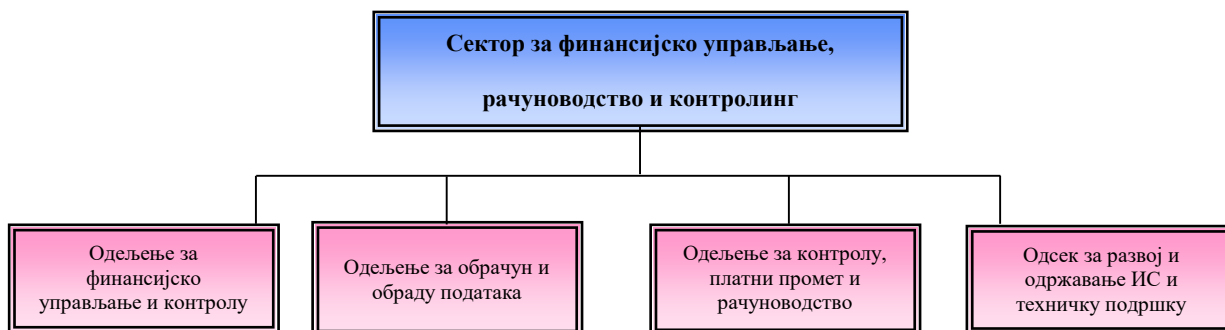 Сектор за финансијско управљање,
рачуноводство и контролинг
Одељење за
финансијско
управљање и контролу
Одељење за обрачун и
обраду података
Одељење за контролу,
платни промет и
рачуноводство
Одсек за развој и
одржавање ИС и
техничку подршку